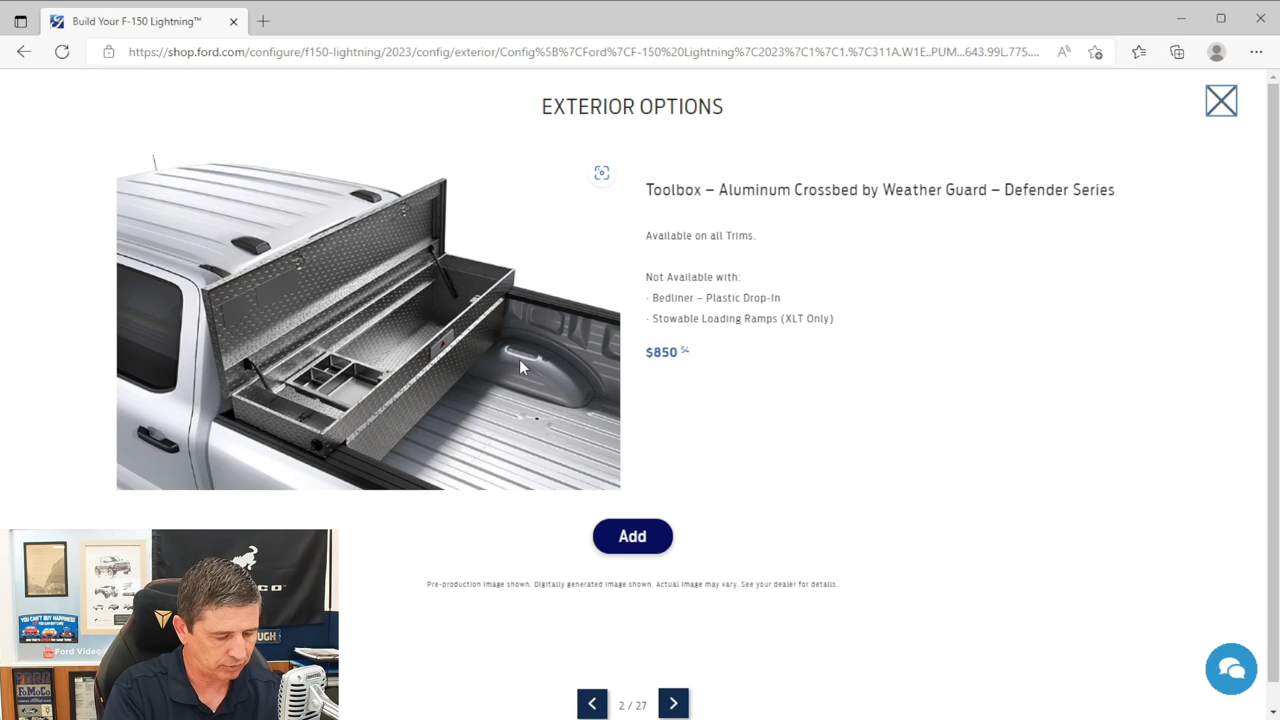 Build Your F-150 Lightning™
https://shop.ford.com/configure/f150-lightning/2023/config/exterior/Config%5B%7CFord%7CF-150%20Lightning%7C2023%7C1%7C1.%7C311A.W1E..PUM...643.99L.775....
EXTERIOR OPTIONS
Toolbox – Aluminum Crossbed by Weather Guard – Defender Series
Available on all Trims.
Not Available with:
- Bedliner – Plastic Drop-In
- Stowable Loading Ramps (XLT Only)
$850 54
Add
Pre-production image shown. Digitally generated image shown. Actual image may vary. See your dealer for details.
YOU CAN'T BUY HAPPINESS
Ford Video
FORD
FoMoCo
2 / 27